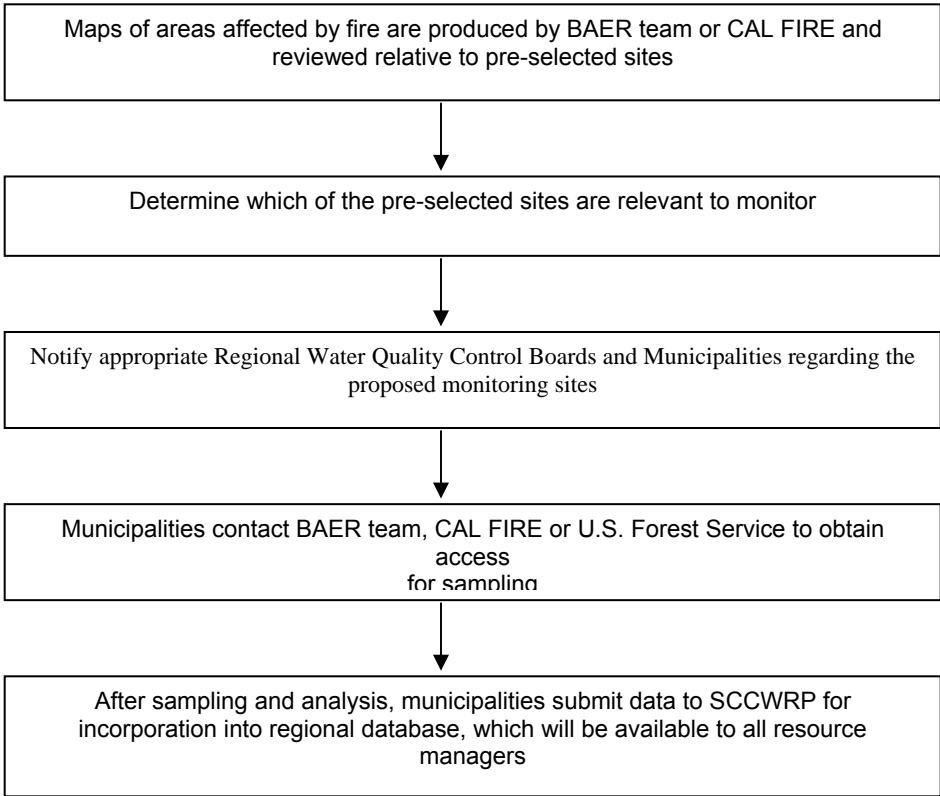 Maps of areas affected by fire are produced by BAER team or CAL FIRE and
reviewed relative to pre-selected sites
Determine which of the pre-selected sites are relevant to monitor
Notify appropriate Regional Water Quality Control Boards and Municipalities regarding the
proposed monitoring sites
Municipalities contact BAER team, CAL FIRE or U.S. Forest Service to obtain
access
for sampling
After sampling and analysis, municipalities submit data to SCCWRP for
incorporation into regional database, which will be available to all resource
managers